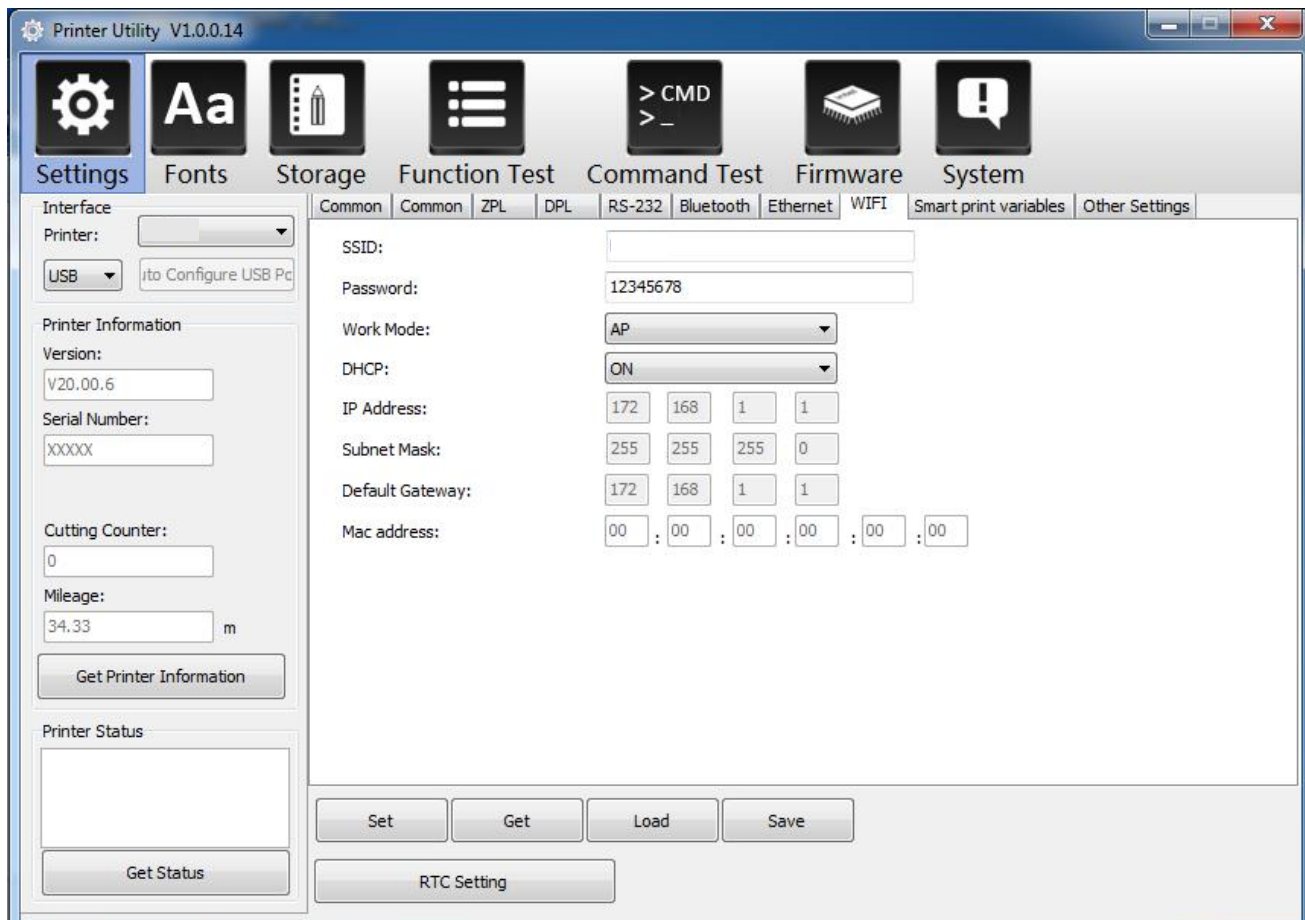 Printer Utility V1.0.0.14
> CMD
>_
Aa
Settings Fonts Storage Function Test Command Test Firmware System
Interface
Printer:
USB
uto Configure USB Pc
Common Common ZPL DPL RS-232 Bluetooth Ethernet WIFI Smart print variables Other Settings
SSID:
Password: 12345678
Work Mode: AP
DHCP: ON
IP Address: 172 168 1 1
Subnet Mask: 255 255 255 0
Default Gateway: 172 168 1 1
Mac address: 00 : 00 : 00 : 00 : 00 : 00
Printer Information
Version:
V20.00.6
Serial Number:
XXXXX
Cutting Counter:
0
Mileage:
34.33 m
Get Printer Information
Printer Status
Get Status
Set Get Load Save
RTC Setting